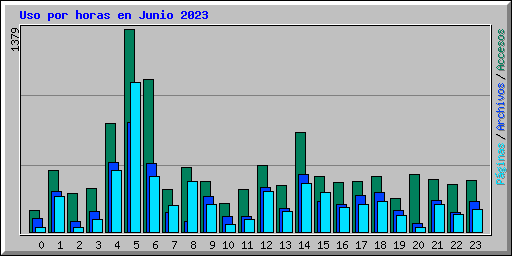 Uso por horas en Junio 2023
1379
Páginas/Archivos/Accesos
0 1 2 3 4 5 6 7 8 9 10 11 12 13 14 15 16 17 18 19 20 21 22 23